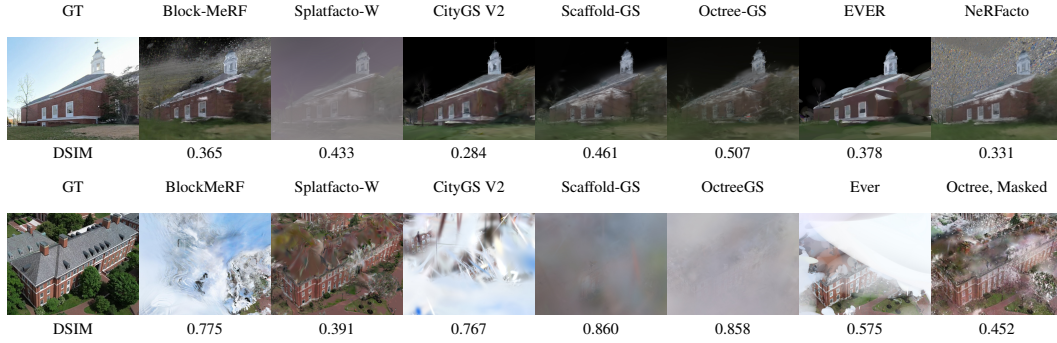 GT Block-MeRF Splatfacto-W CityGS V2 Scaffold-GS Octree-GS EVER NeRFacto
DSIM 0.365 0.433 0.284 0.461 0.507 0.378 0.331
GT BlockMeRF Splatfacto-W CityGS V2 Scaffold-GS OctreeGS Ever Octree, Masked
DSIM 0.775 0.391 0.767 0.860 0.858 0.575 0.452